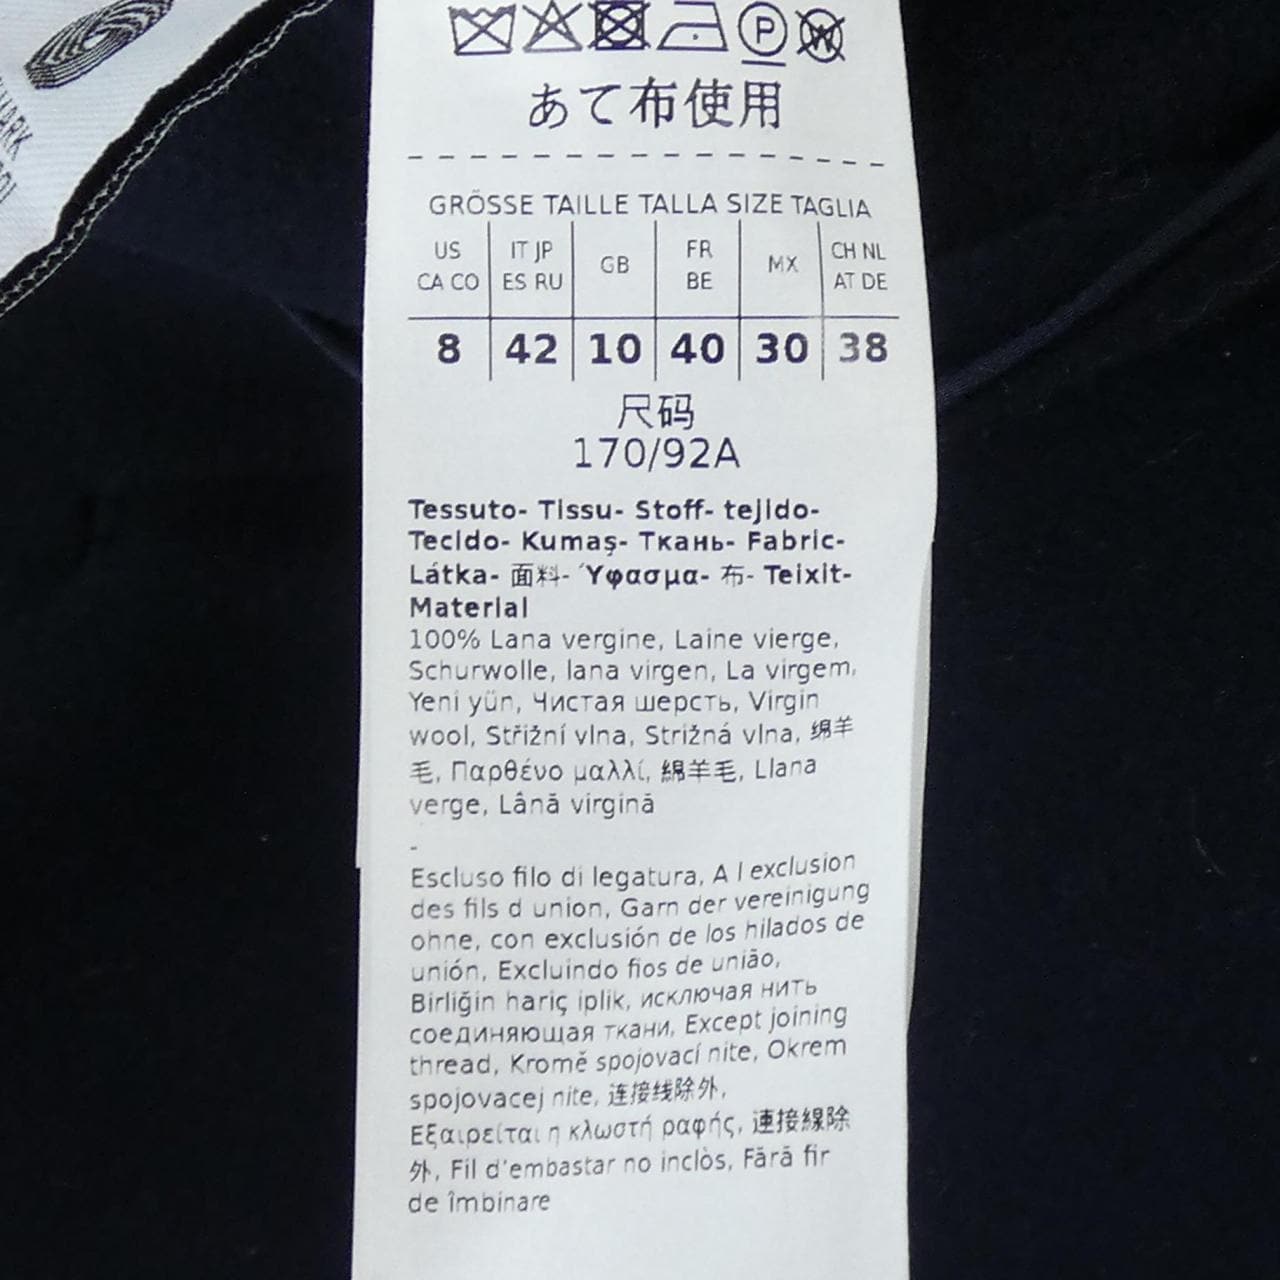 MARK
P
W
あて布使用
GRÖSSE TAILLE TALLA SIZE TAGLIA
US CA CO IT JP ES RU GB FR BE MX CH NL AT DE
8 42 10 40 30 38
尺码
170/92A
Tessuto- Tissu- Stoff- tejido-
Tecido- Kumaş- Ткань- Fabric-
Látka- 面料- Ύφασμα- 布- Teixit-
Material
100% Lana vergine, Laine vierge,
Schurwolle, lana virgen, La virgem,
Yeni yün, Чистая шерсть, Virgin
wool, Střižní vlna, Strižná vlna, 绵羊
毛, Παρθένο μαλλί, 綿羊毛, Llana
verge, Lână virgină
-
Escluso filo di legatura, A l exclusion
des fils d union, Garn der vereinigung
ohne, con exclusión de los hilados de
unión, Excluindo fios de união,
Birliğin hariç iplik, исключая нить
соединяющая ткани, Except joining
thread, Kromě spojovací nite, Okrem
spojovacej nite, 连接线除外,
Εξαιρείται η κλωστή ραφής, 連接線除
外, Fil d'embastar no inclòs, Fără fir
de îmbinare